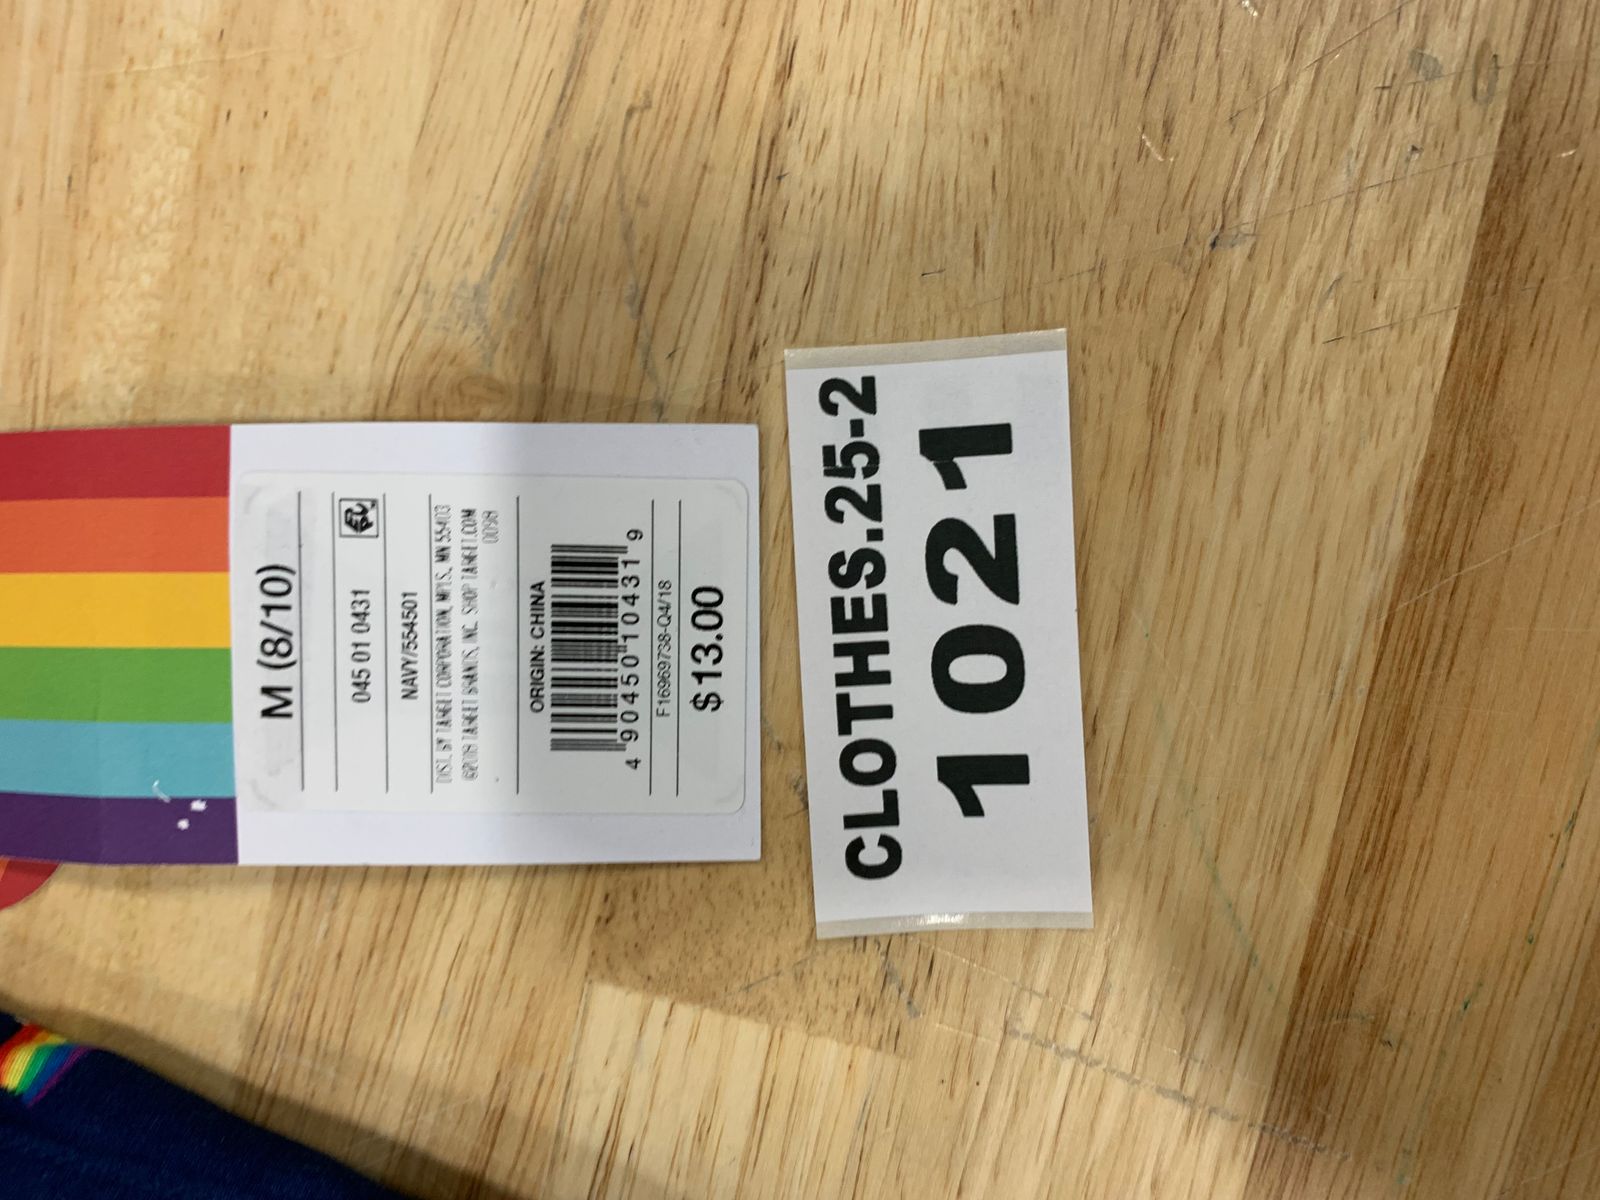 M (8/10)
045 01 0431
NAVY/554501
DIST. BY TARGET CORPORATION, MPLS, MN 55403
TARGET BRANDS, INC. SHOP TARGET.COM
0098
ORIGIN: CHINA
4 90450 10431 9
F16969738-Q4/18
$13.00
CLOTHES.25-2
1021